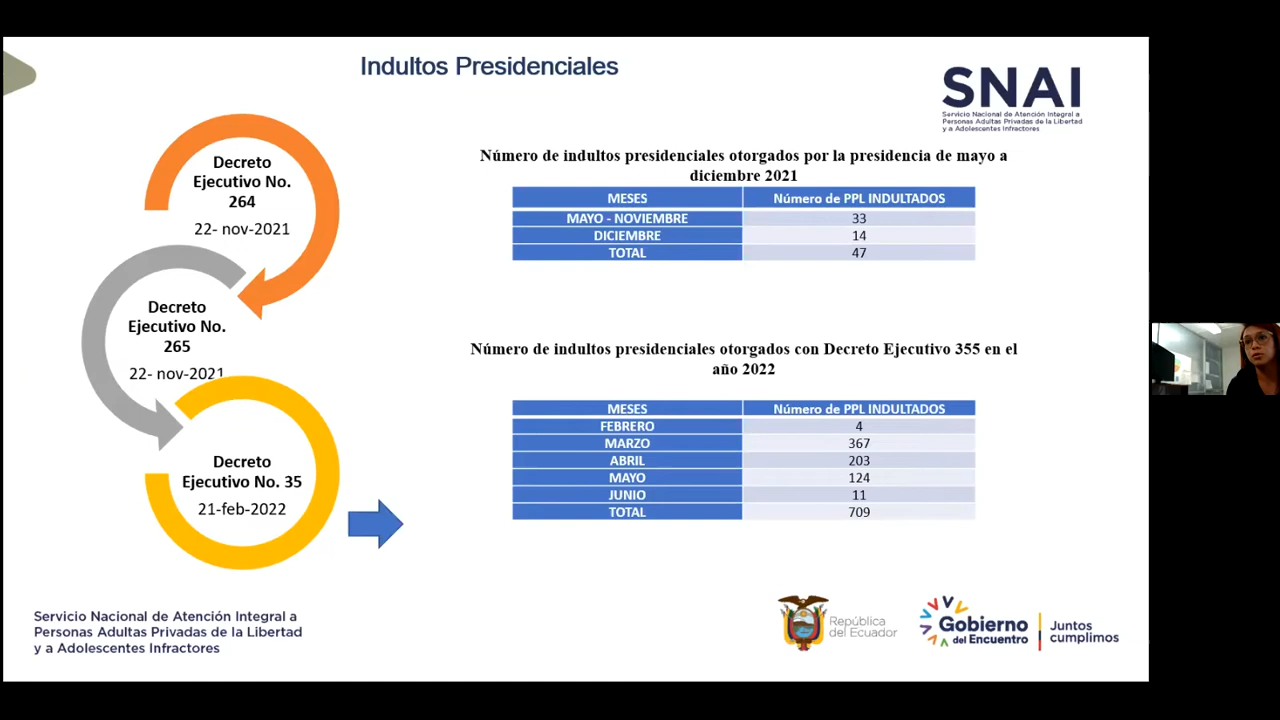 Indultos Presidenciales
SNAI
Servicio Nacional de Atención Integral a
Personas Adultas Privadas de la Libertad
y a Adolescentes Infractores
Decreto
Ejecutivo No.
264
22- nov-2021
Decreto
Ejecutivo No.
265
22- nov-2021
Decreto
Ejecutivo No. 35
21-feb-2022
Número de indultos presidenciales otorgados por la presidencia de mayo a
diciembre 2021
MESES Número de PPL INDULTADOS
MAYO - NOVIEMBRE 33
DICIEMBRE 14
TOTAL 47
Número de indultos presidenciales otorgados con Decreto Ejecutivo 355 en el
año 2022
MESES Número de PPL INDULTADOS
FEBRERO 4
MARZO 367
ABRIL 203
MAYO 124
JUNIO 11
TOTAL 709
Servicio Nacional de Atención Integral a
Personas Adultas Privadas de la Libertad
y a Adolescentes Infractores
República
del Ecuador
Gobierno
del Encuentro
Juntos
cumplimos